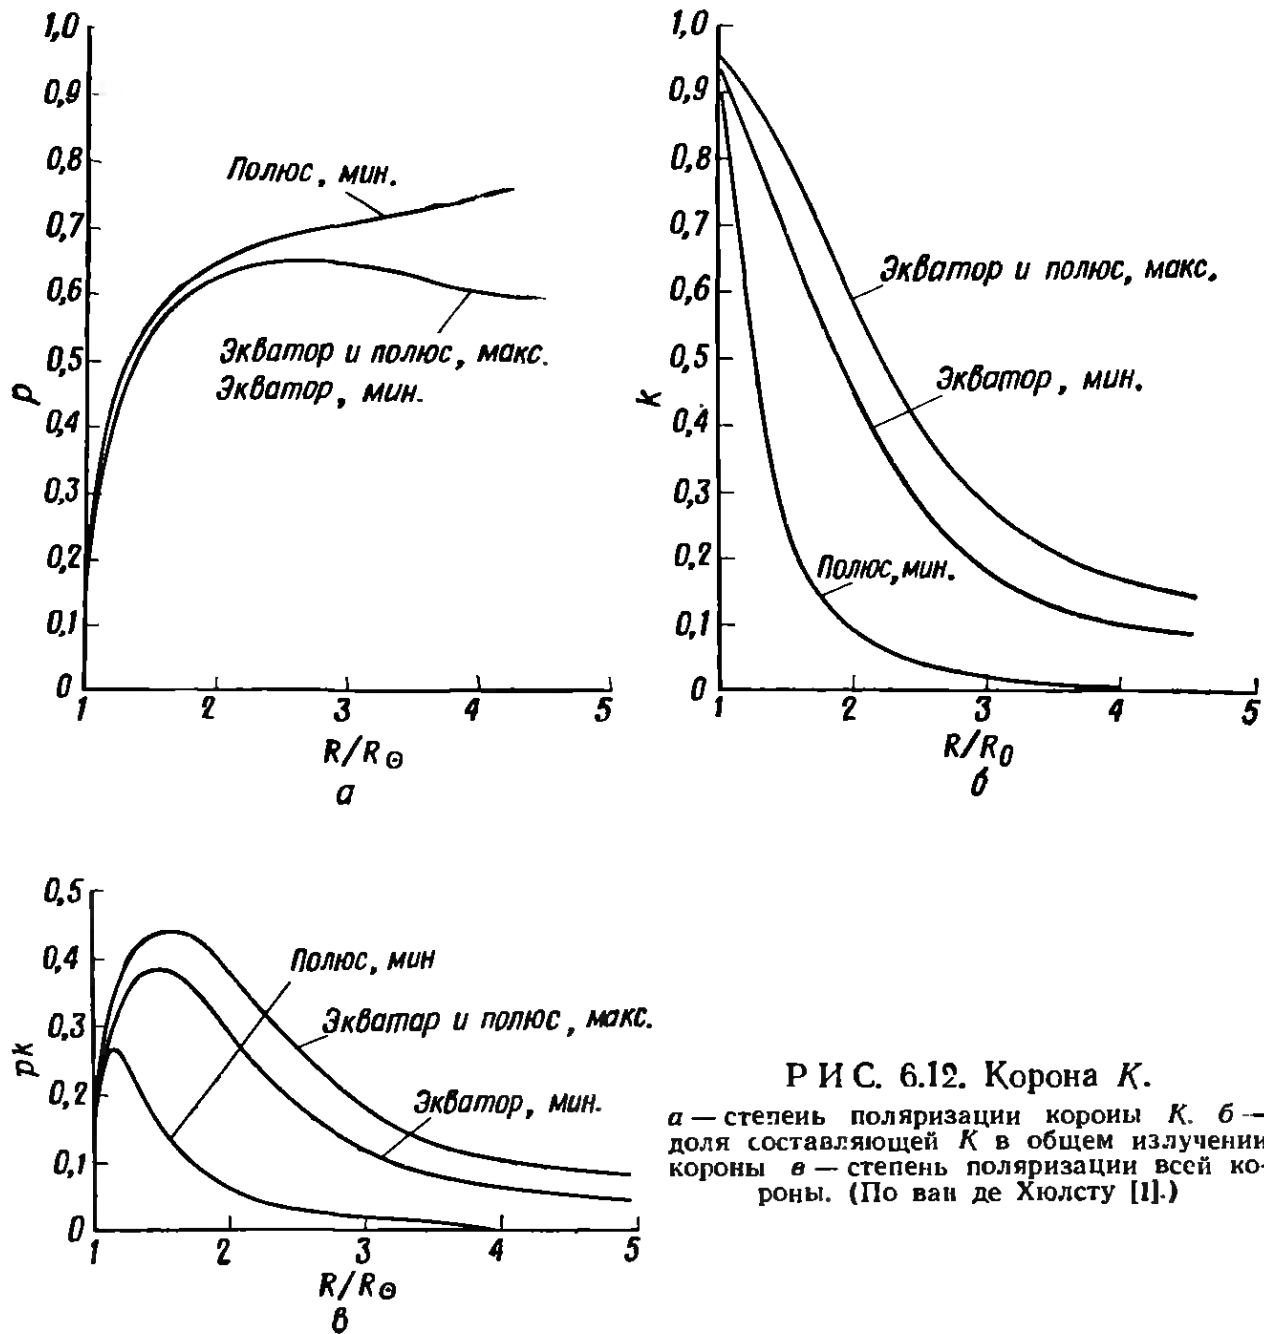 1,0
0,9
0,8
0,7
0,6
0,5
0,4
0,3
0,2
0,1
0
p
Полюс, мин.
Экватор и полюс, макс.
Экватор, мин.
1 2 3 4 5
R/R⊙
а
1,0
0,9
0,8
0,7
0,6
0,5
0,4
0,3
0,2
0,1
0
k
Экватор и полюс, макс.
Экватор, мин.
Полюс, мин.
1 2 3 4 5
R/R0
б
0,5
0,4
0,3
0,2
0,1
0
pk
Полюс, мин
Экватар и полюс, макс.
Экватор, мин.
1 2 3 4 5
R/R⊙
в
РИС. 6.12. Корона K.
а — степень поляризации короны K. б —
доля составляющей K в общем излучении
короны в — степень поляризации всей ко-
роны. (По ван де Хюлсту [1].)